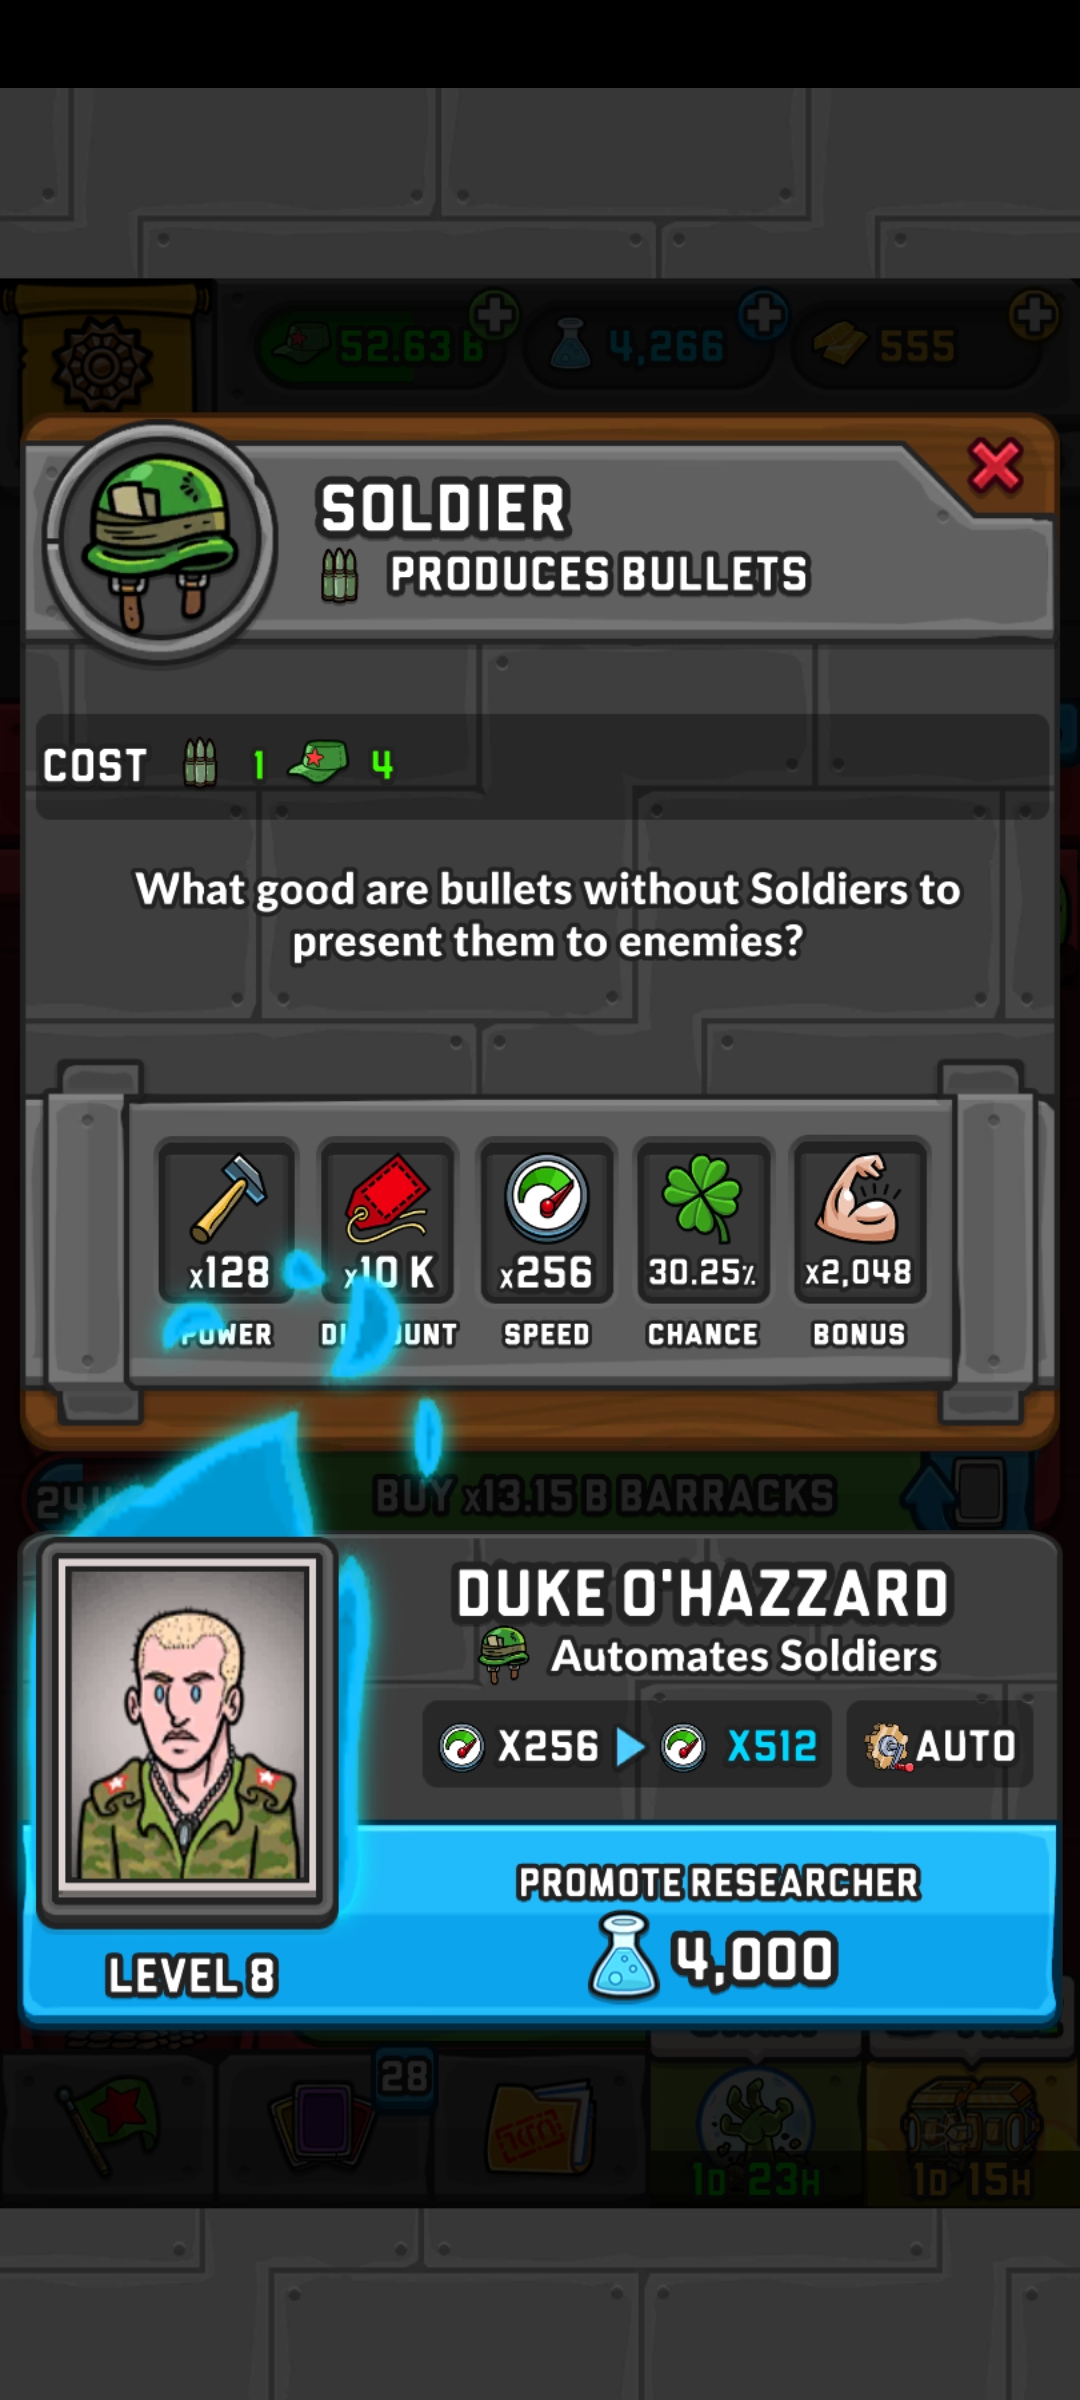 52.63 B
4,266
555
SOLDIER
PRODUCES BULLETS
COST 1 4
What good are bullets without Soldiers to
present them to enemies?
x128 x10 K x256 30.25% x2,048
POWER DISCOUNT SPEED CHANCE BONUS
BUY x13.15 B BARRACKS
DUKE O'HAZZARD
Automates Soldiers
X256 X512 AUTO
PROMOTE RESEARCHER
4,000
LEVEL 8
28
1D 23H 1D 15H